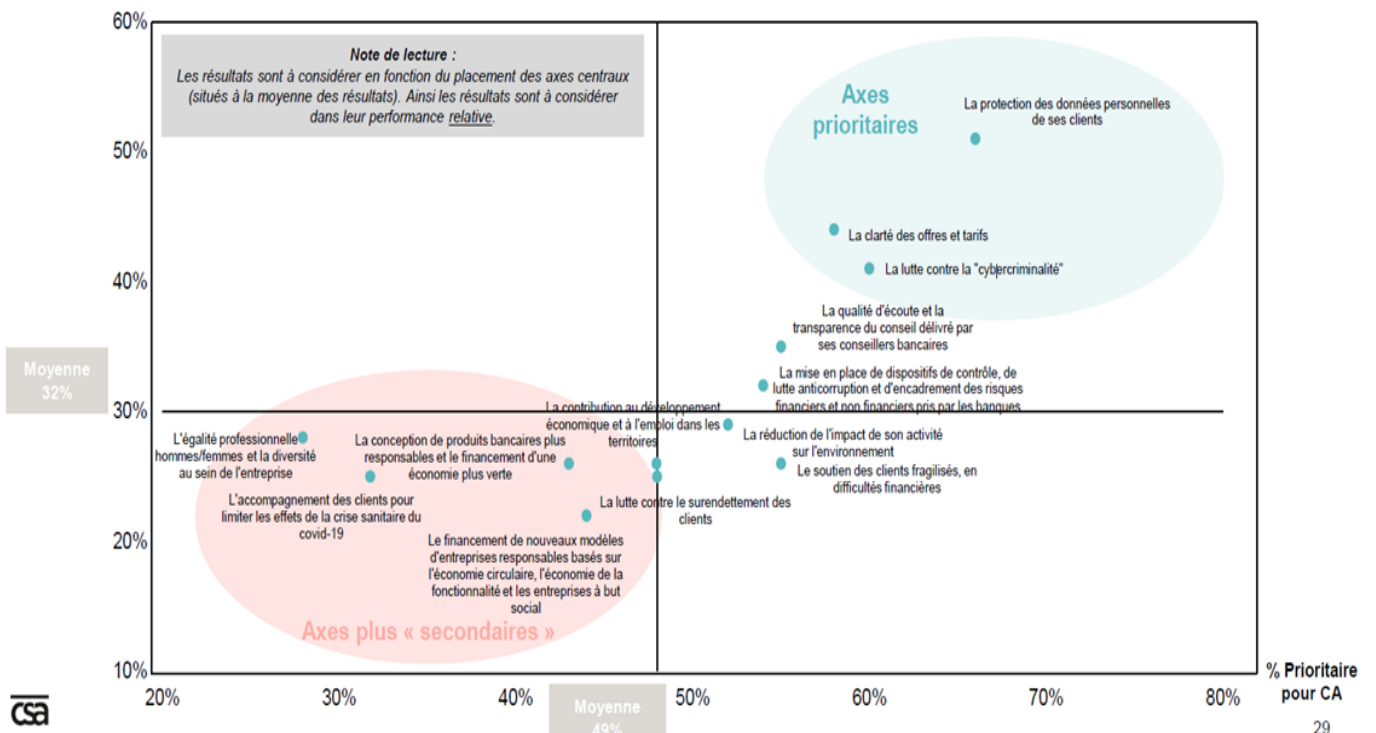 60%
Note de lecture :
Les résultats sont à considérer en fonction du placement des axes centraux
(situés à la moyenne des résultats). Ainsi les résultats sont à considérer
dans leur performance relative.
Axes
prioritaires
La protection des données personnelles
de ses clients
50%
La clarté des offres et tarifs
40%
La lutte contre la "cybercriminalité"
La qualité d'écoute et la
transparence du conseil délivré par
ses conseillers bancaires
Moyenne
32%
La mise en place de dispositifs de contrôle, de
lutte anticorruption et d'encadrement des risques
financiers et non financiers pris par les banques
30%
La contribution au développement
économique et à l'emploi dans les
territoires
L'égalité professionnelle
hommes/femmes et la diversité
au sein de l'entreprise
La conception de produits bancaires plus
responsables et le financement d'une
économie plus verte
La réduction de l'impact de son activité
sur l'environnement
Le soutien des clients fragilisés, en
difficultés financières
L'accompagnement des clients pour
limiter les effets de la crise sanitaire du
covid-19
La lutte contre le surendettement des
clients
20%
Le financement de nouveaux modèles
d'entreprises responsables basés sur
l'économie circulaire, l'économie de la
fonctionnalité et les entreprises à but
social
Axes plus « secondaires »
10%
20%
30%
40%
50%
60%
70%
80%
% Prioritaire
pour CA
Moyenne
49%
csa
29